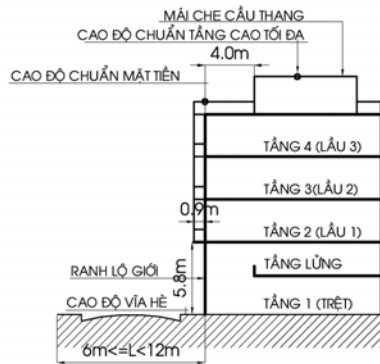 MÁI CHE CẦU THANG
CAO ĐỘ CHUẨN TẦNG CAO TỐI ĐA
4.0m
CAO ĐỘ CHUẨN MẶT TIỀN
TẦNG 4 (LẦU 3)
TẦNG 3(LẦU 2)
0.9m
TẦNG 2 (LẦU 1)
RANH LỘ GIỚI
5.8m
TẦNG LỬNG
CAO ĐỘ VĨA HÈ
TẦNG 1 (TRỆT)
6m<=L<12m